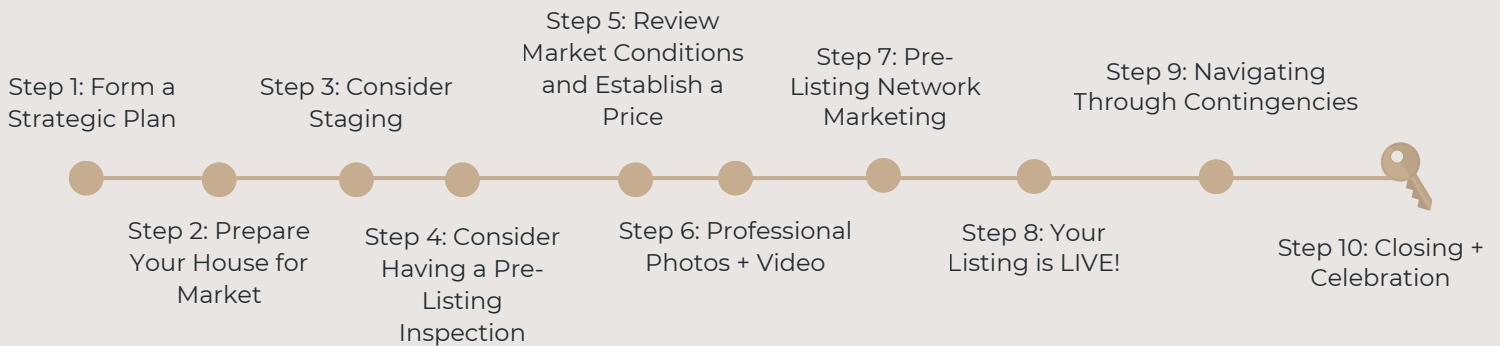 Step 1: Form a
Strategic Plan
Step 2: Prepare
Your House for
Market
Step 3: Consider
Staging
Step 4: Consider
Having a Pre-
Listing
Inspection
Step 5: Review
Market Conditions
and Establish a
Price
Step 6: Professional
Photos + Video
Step 7: Pre-
Listing Network
Marketing
Step 8: Your
Listing is LIVE!
Step 9: Navigating
Through Contingencies
Step 10: Closing +
Celebration